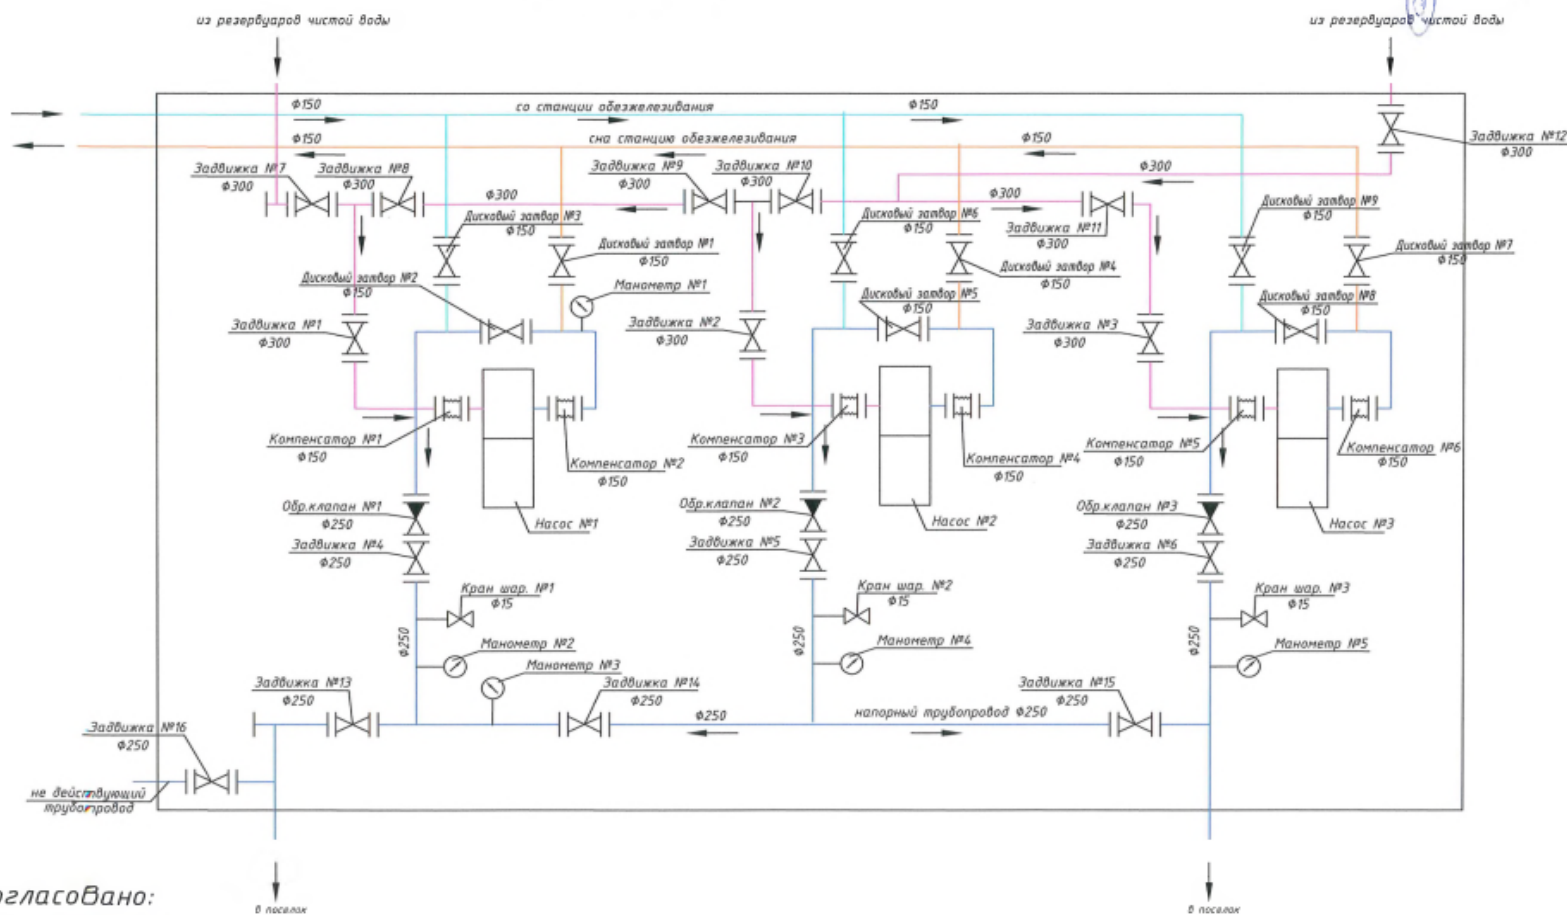 из резервуаров чистой воды
из резервуаров чистой воды
Ф150
со станции обезжелезивания
Ф150
Ф150
сна станцию обезжелезивания
Ф150
Задвижка №12
Ф300
Задвижка №7
Ф300
Задвижка №8
Ф300
Задвижка №9
Ф300
Задвижка №10
Ф300
Ф300
Ф300
Ф300
Задвижка №11
Ф300
Дисковый затвор №3
Ф150
Дисковый затвор №6
Ф150
Дисковый затвор №9
Ф150
Дисковый затвор №1
Ф150
Дисковый затвор №4
Ф150
Дисковый затвор №7
Ф150
Дисковый затвор №2
Ф150
Манометр №1
Дисковый затвор №5
Ф150
Дисковый затвор №8
Ф150
Задвижка №1
Ф300
Задвижка №2
Ф300
Задвижка №3
Ф300
Компенсатор №1
Ф150
Компенсатор №2
Ф150
Компенсатор №3
Ф150
Компенсатор №4
Ф150
Компенсатор №5
Ф150
Компенсатор №6
Ф150
Обр.клапан №1
Ф250
Насос №1
Обр.клапан №2
Ф250
Насос №2
Обр.клапан №3
Ф250
Насос №3
Задвижка №4
Ф250
Задвижка №5
Ф250
Задвижка №6
Ф250
Кран шар. №1
Ф15
Кран шар. №2
Ф15
Кран шар. №3
Ф15
Ф250
Манометр №2
Ф250
Манометр №4
Ф250
Манометр №5
Манометр №3
Задвижка №13
Ф250
Задвижка №14
Ф250
Задвижка №15
Ф250
Ф250
напорный трубопровод Ф250
Задвижка №16
Ф250
не действующий
трубопровод
огласовано:
в поселок
в поселок